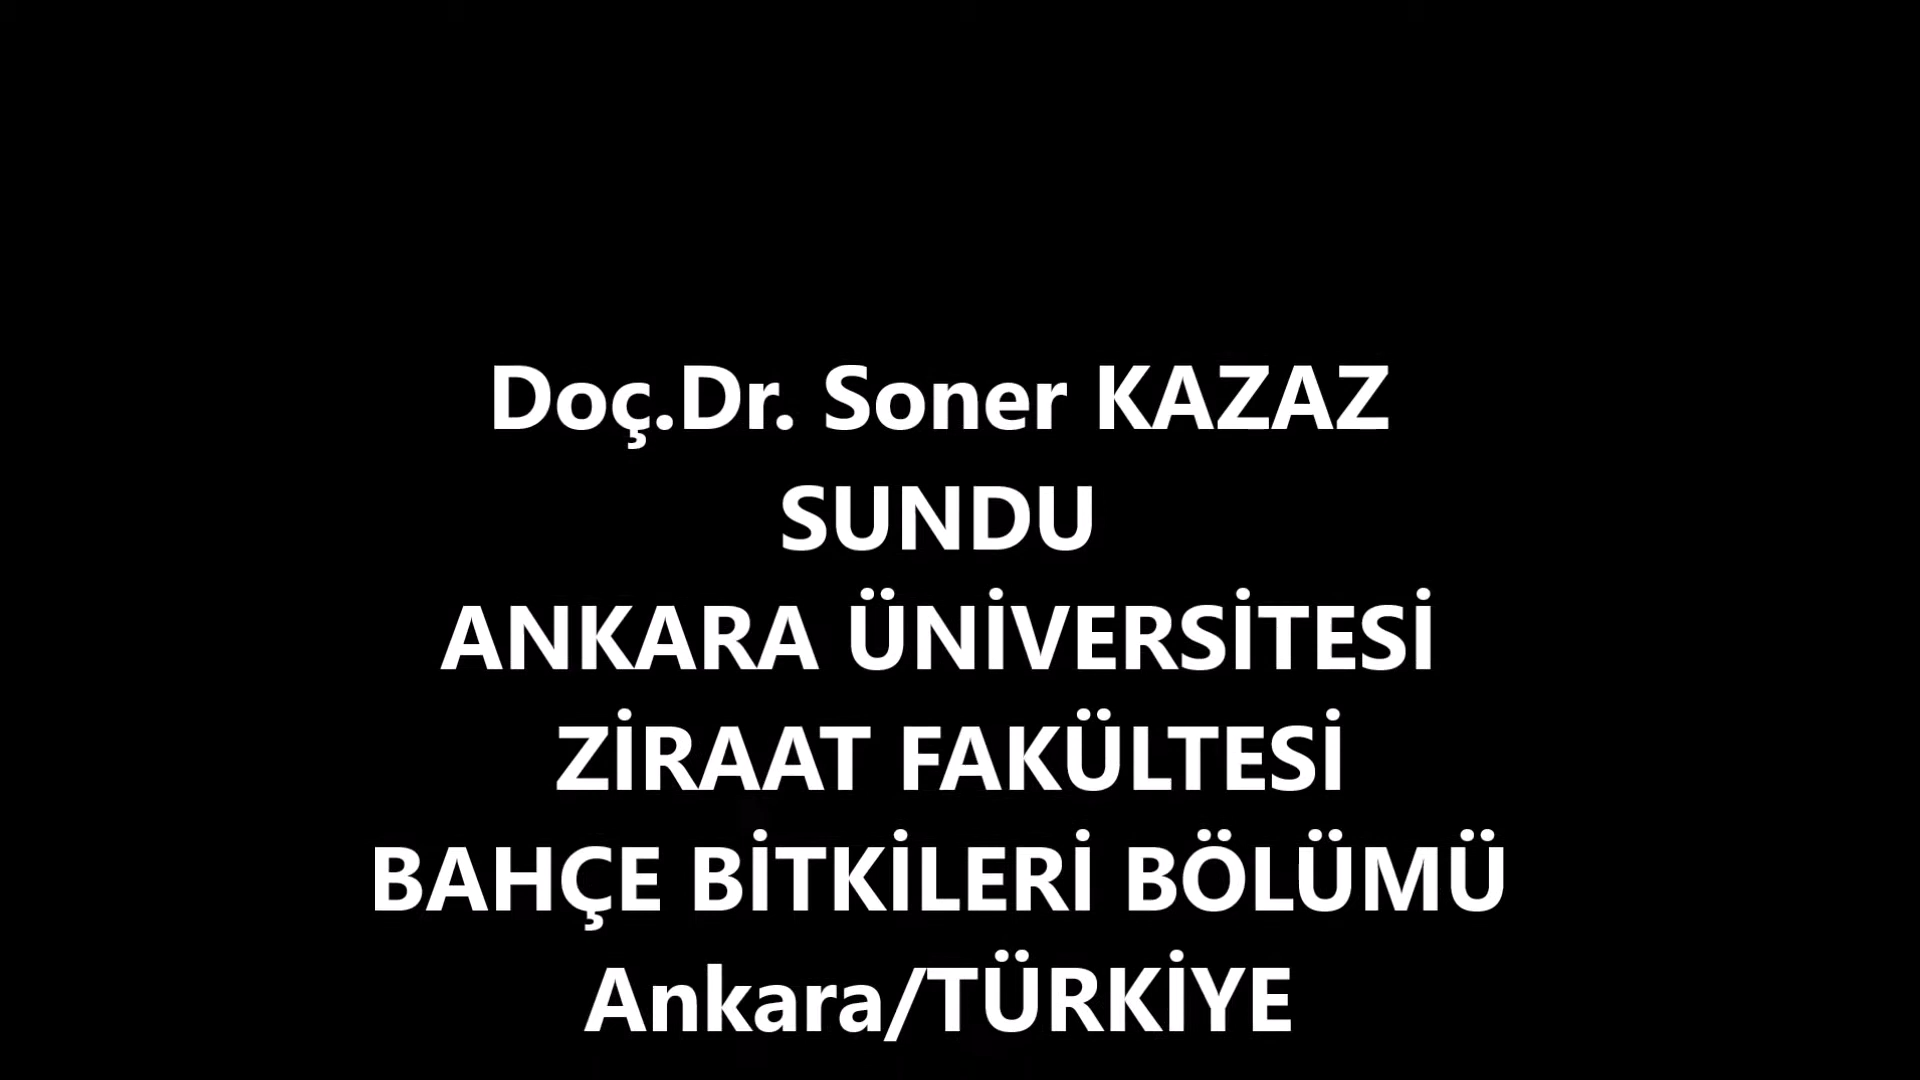 Doç.Dr. Soner KAZAZ
SUNDU
ANKARA ÜNİVERSİTESİ
ZİRAAT FAKÜLTESİ
BAHÇE BİTKİLERİ BÖLÜMÜ
Ankara/TÜRKİYE